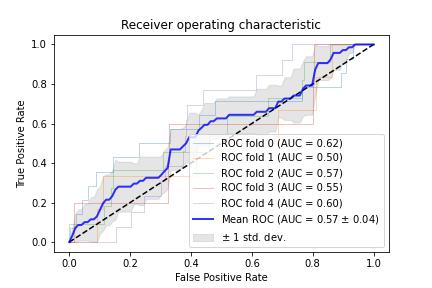 Receiver operating characteristic
True Positive Rate
1.0
0.8
0.6
0.4
0.2
0.0
ROC fold 0 (AUC = 0.62)
ROC fold 1 (AUC = 0.50)
ROC fold 2 (AUC = 0.57)
ROC fold 3 (AUC = 0.55)
ROC fold 4 (AUC = 0.60)
Mean ROC (AUC = 0.57 ± 0.04)
± 1 std. dev.
0.0 0.2 0.4 0.6 0.8 1.0
False Positive Rate